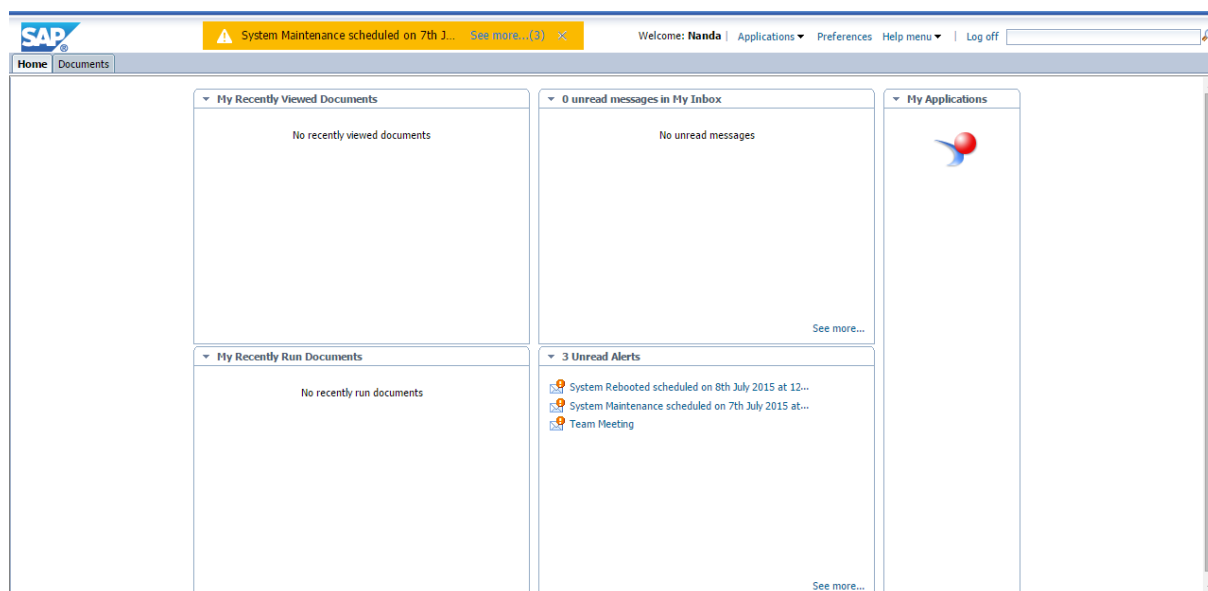 SAP®
System Maintenance scheduled on 7th J... See more...(3) ×
Welcome: Nanda | Applications Preferences Help menu | Log off
Home Documents
My Recently Viewed Documents
No recently viewed documents
0 unread messages in My Inbox
No unread messages
See more...
My Applications
My Recently Run Documents
No recently run documents
3 Unread Alerts
System Rebooted scheduled on 8th July 2015 at 12...
System Maintenance scheduled on 7th July 2015 at...
Team Meeting
See more...